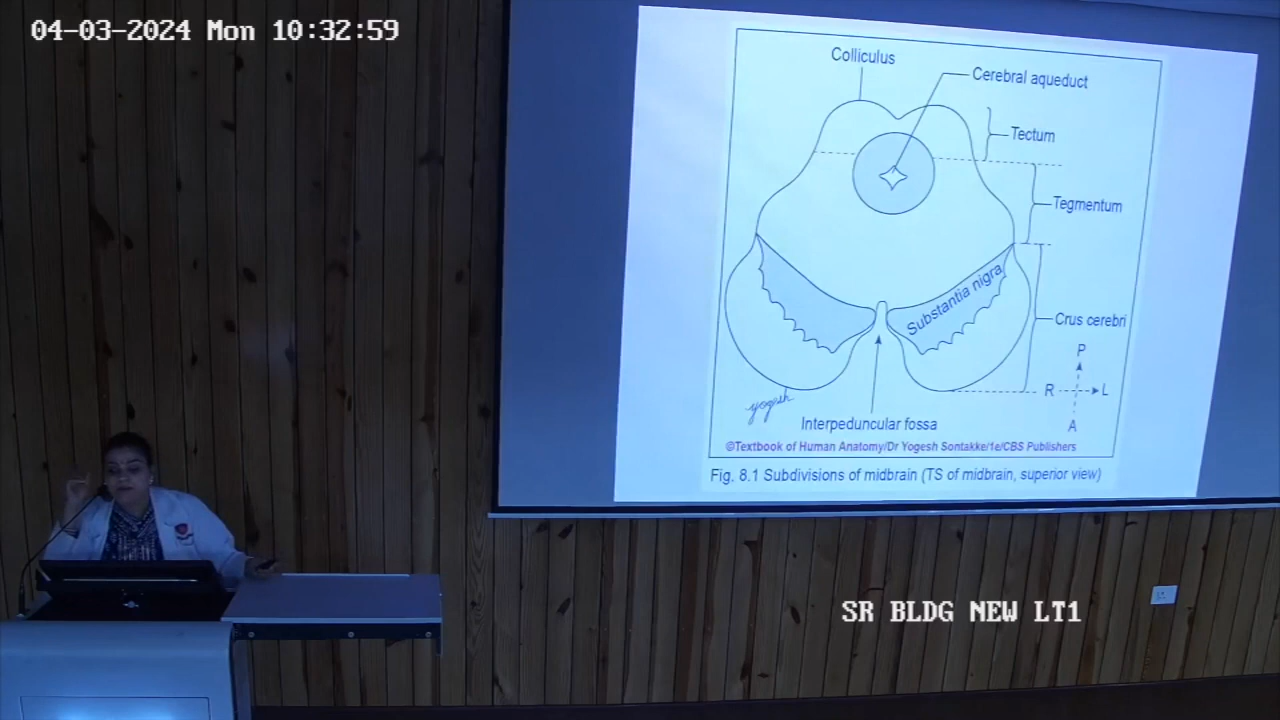 04-03-2024 Mon 10:32:59
Colliculus
Cerebral aqueduct
Tectum
Tegmentum
Substantia nigra
Crus cerebri
P
R
L
A
yogesh
Interpeduncular fossa
©Textbook of Human Anatomy/Dr Yogesh Sontakke/1e/CBS Publishers
Fig. 8.1 Subdivisions of midbrain (TS of midbrain, superior view)
SR BLDG NEW LT1